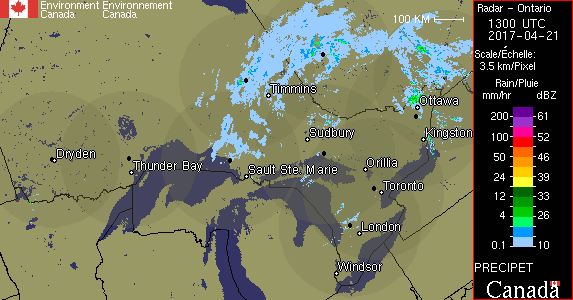 Environment Environnement
Canada Canada
100 KM
Timmins
Ottawa
Sudbury
Kingston
Dryden
Thunder Bay
Sault Ste. Marie
Orillia
Toronto
London
Windsor
Radar - Ontario
1300 UTC
2017-04-21
Scale/Échelle:
3.5 km/Pixel
Rain/Pluie
mm/hr dBZ
200 61
100 52
50 46
24 39
12 33
4 26
0.1 10
PRECIPET
Canada